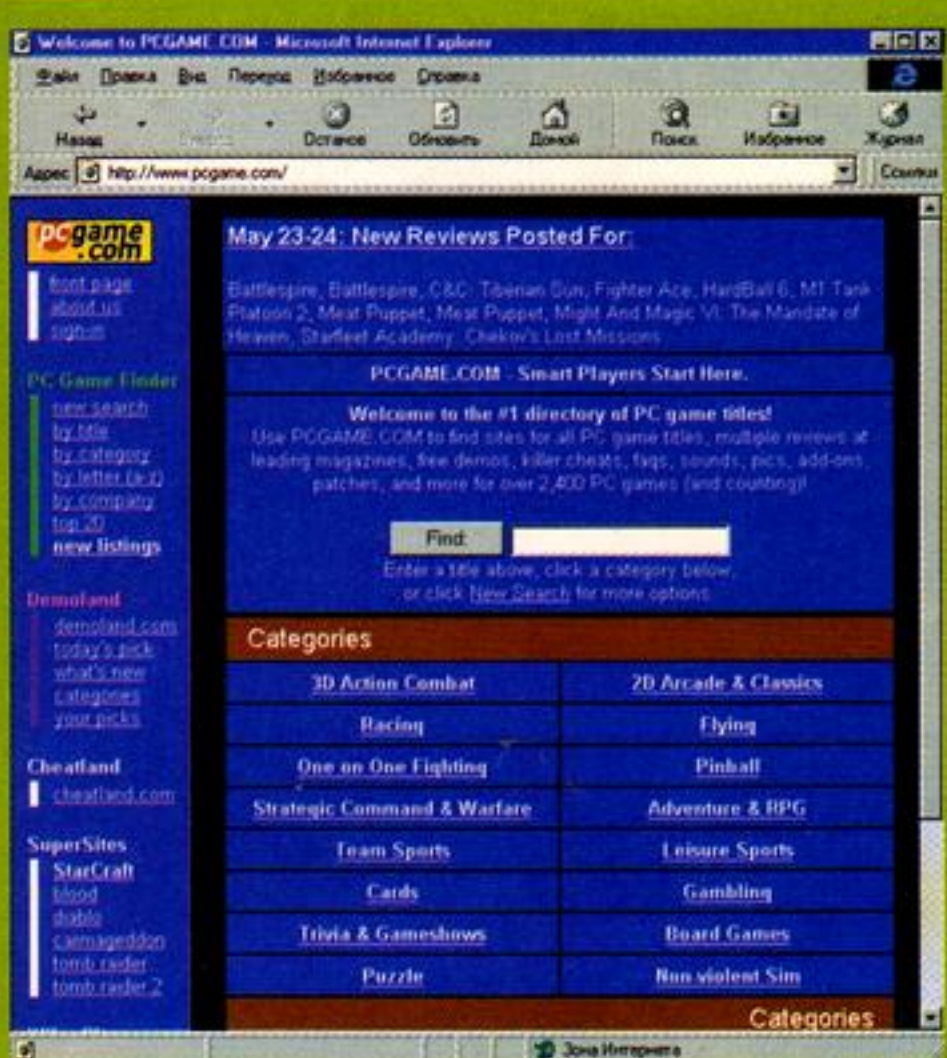 Welcome to PCGAME.COM - Microsoft Internet Explorer
Файл Правка Вид Переход Избранное Справка
Назад Останов Обновить Домой Поиск Избранное Журнал
Адрес http://www.pcgame.com/ Ссылки
pcgame
.com
front page
about us
sign-in
PC Game Finder
new search
by title
by category
by letter (a-z)
by company
top 20
new listings
Demoland
demoland.com
today's pick
what's new
categories
your picks
Cheatland
cheatland.com
SuperSites
StarCraft
blood
diablo
carmageddon
tomb raider
tomb raider 2
May 23-24: New Reviews Posted For:
Battlespire, Battlespire, C&C: Tiberian Sun, Fighter Ace, HardBall 6, M1 Tank
Platoon 2, Meat Puppet, Meat Puppet, Might And Magic VI: The Mandate of
Heaven, Starfleet Academy: Chekov's Lost Missions
PCGAME.COM - Smart Players Start Here.
Welcome to the #1 directory of PC game titles!
Use PCGAME.COM to find sites for all PC game titles, multiple reviews at
leading magazines, free demos, killer cheats, faqs, sounds, pics, add-ons,
patches, and more for over 2,400 PC games (and counting)!
Find:
Enter a title above, click a category below,
or click New Search for more options
Categories
3D Action Combat 2D Arcade & Classics
Racing Flying
One on One Fighting Pinball
Strategic Command & Warfare Adventure & RPG
Team Sports Leisure Sports
Cards Gambling
Trivia & Gameshows Board Games
Puzzle Non-violent Sim
Categories
Зона Интернета